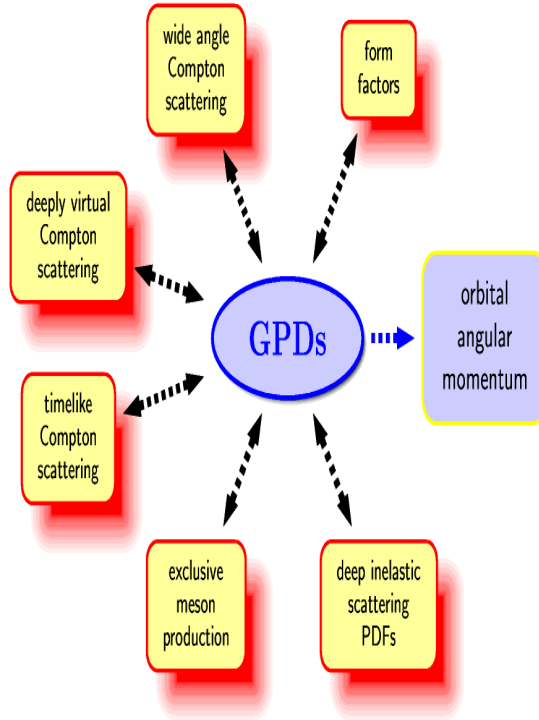 wide angle
Compton
scattering
form
factors
deeply virtual
Compton
scattering
GPDs
orbital
angular
momentum
timelike
Compton
scattering
exclusive
meson
production
deep inelastic
scattering
PDFs